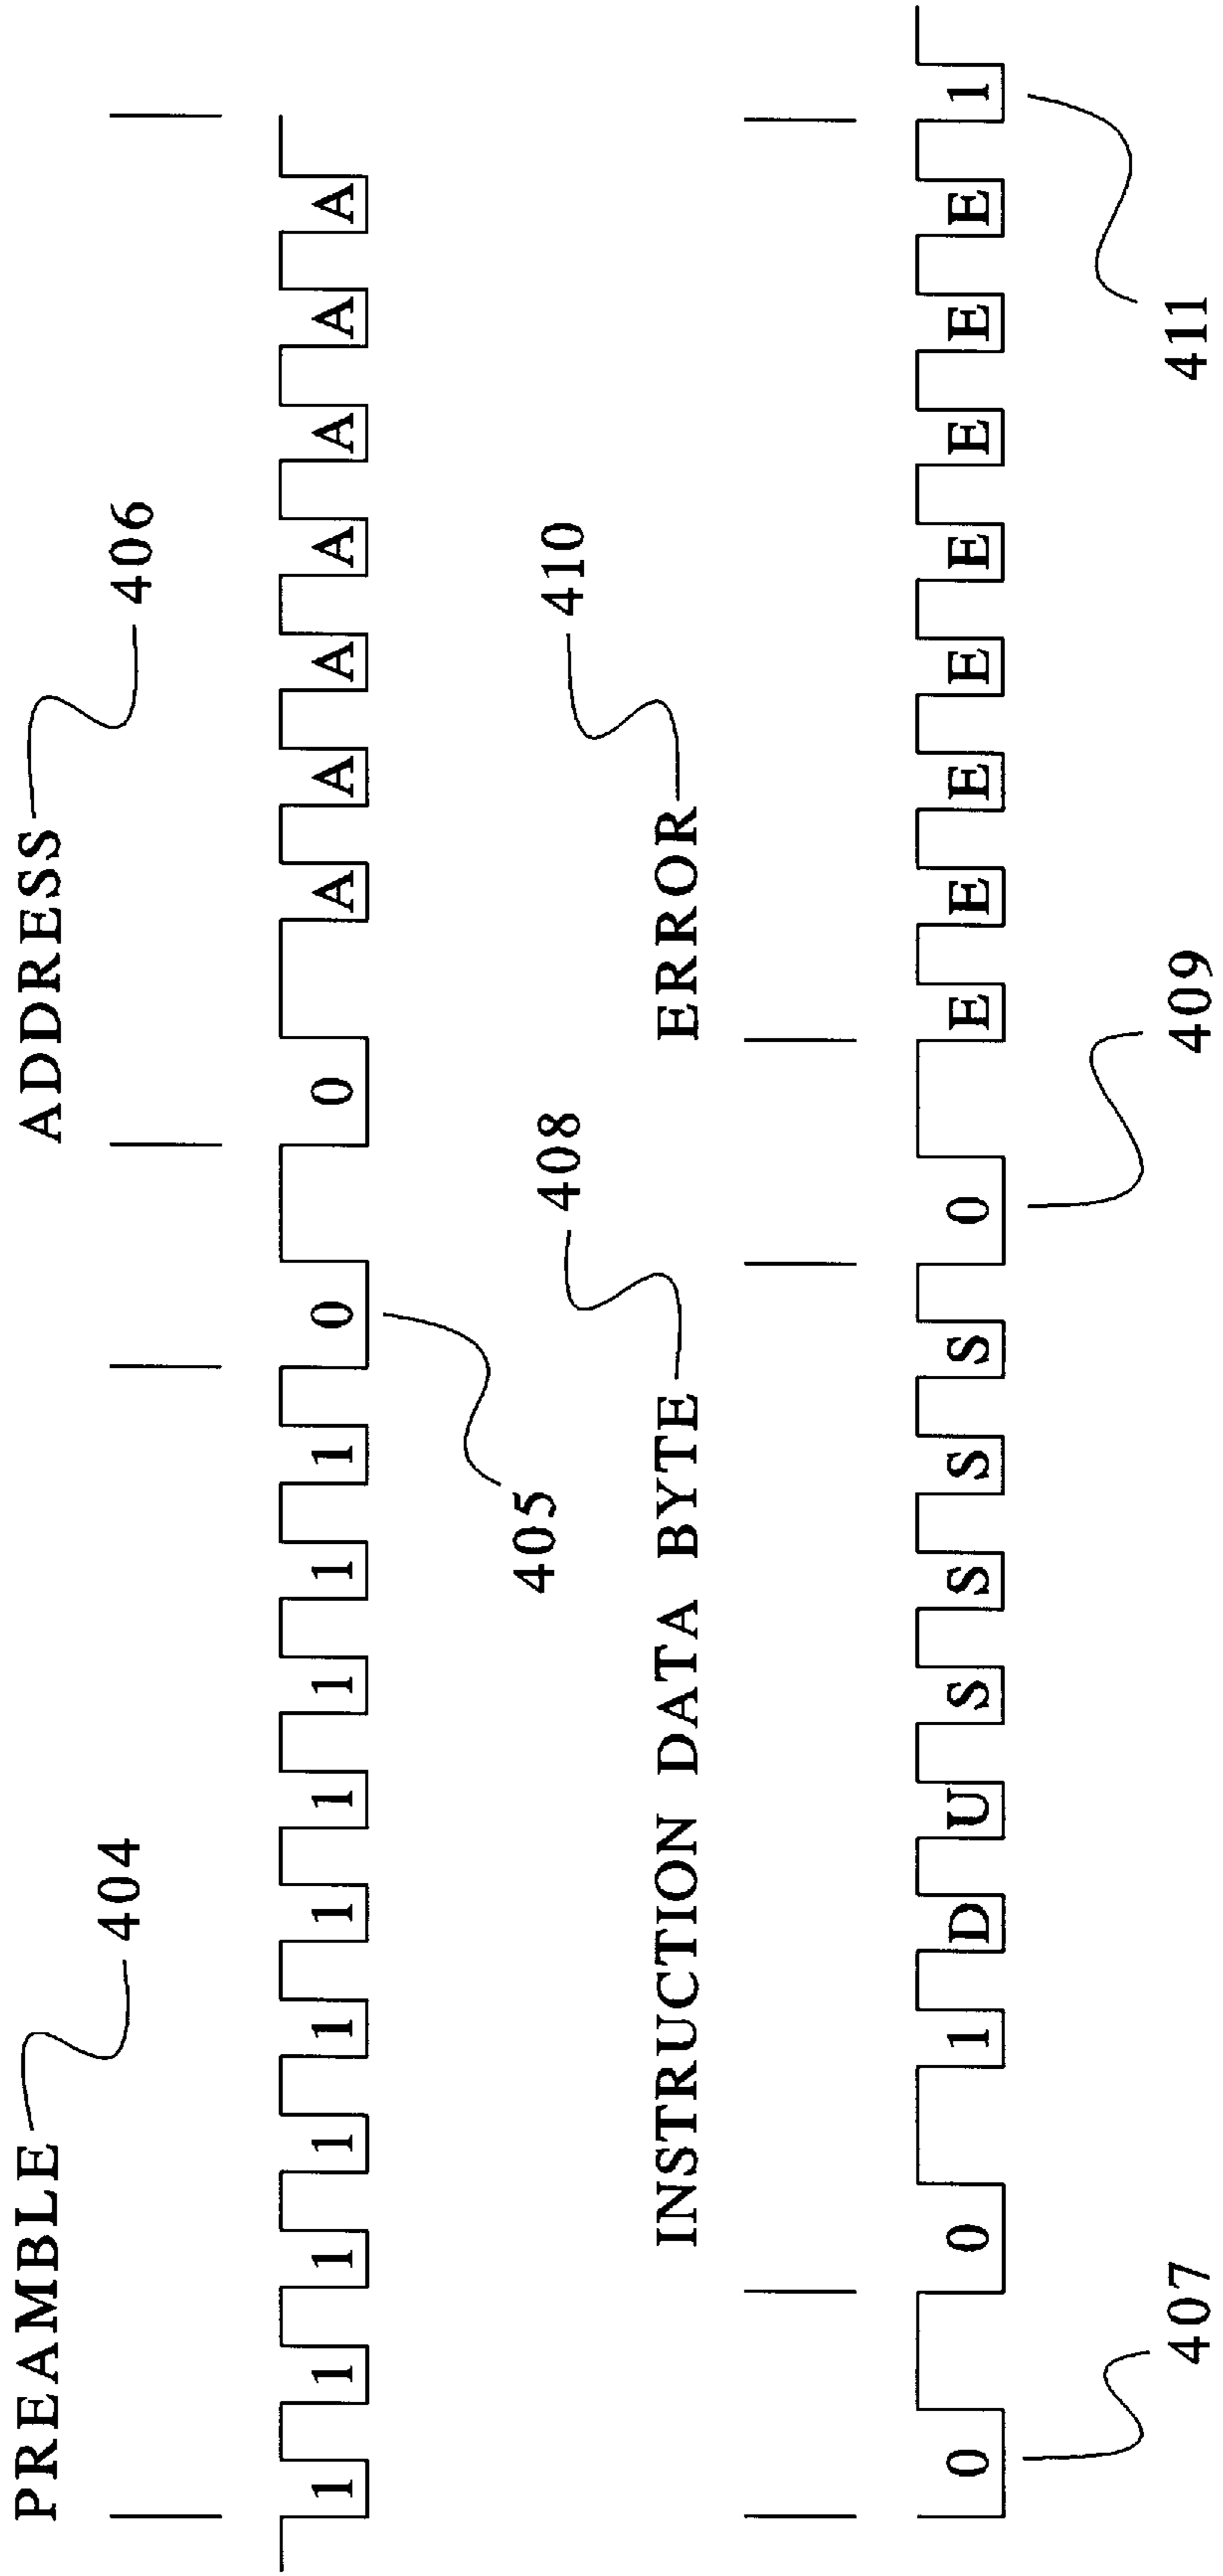 PREAMBLE 404 ADDRESS 406
1 1 1 1 1 1 1 1 1 1 0 0 A A A A A A A
405
INSTRUCTION DATA BYTE 408 ERROR 410
0 0 1 D U S S S S 0 E E E E E E E E 1
407 409 411